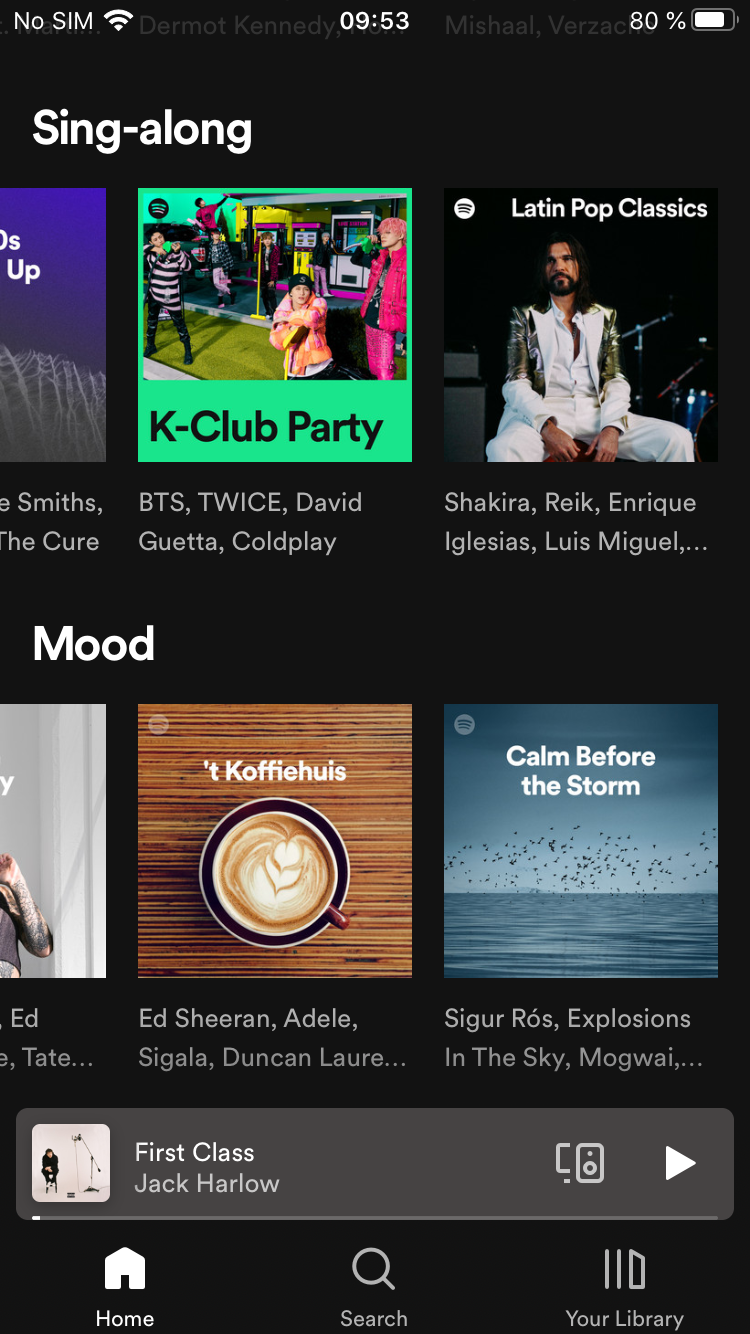 No SIM 09:53 80 %
Dermot Kennedy,
Mishaal,
Sing-along
0s
Up
K-Club Party
Latin Pop Classics
e Smiths,
The Cure
BTS, TWICE, David
Guetta, Coldplay
Shakira, Reik, Enrique
Iglesias, Luis Miguel,...
Mood
y
't Koffiehuis
Calm Before
the Storm
, Ed
e, Tate...
Ed Sheeran, Adele,
Sigala, Duncan Laure...
Sigur Rós, Explosions
In The Sky, Mogwai,...
First Class
Jack Harlow
Home
Search
Your Library